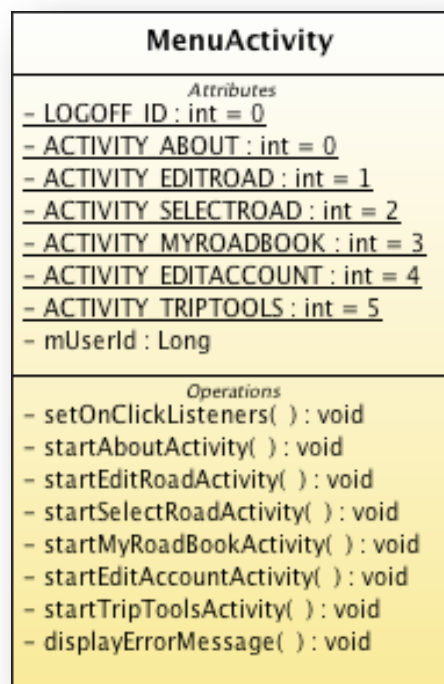 MenuActivity
Attributes
- LOGOFF_ID : int = 0
- ACTIVITY_ABOUT : int = 0
- ACTIVITY_EDITROAD : int = 1
- ACTIVITY_SELECTROAD : int = 2
- ACTIVITY_MYROADBOOK : int = 3
- ACTIVITY_EDITACCOUNT : int = 4
- ACTIVITY_TRIPTOOLS : int = 5
- mUserId : Long
Operations
- setOnClickListeners( ) : void
- startAboutActivity( ) : void
- startEditRoadActivity( ) : void
- startSelectRoadActivity( ) : void
- startMyRoadBookActivity( ) : void
- startEditAccountActivity( ) : void
- startTripToolsActivity( ) : void
- displayErrorMessage( ) : void